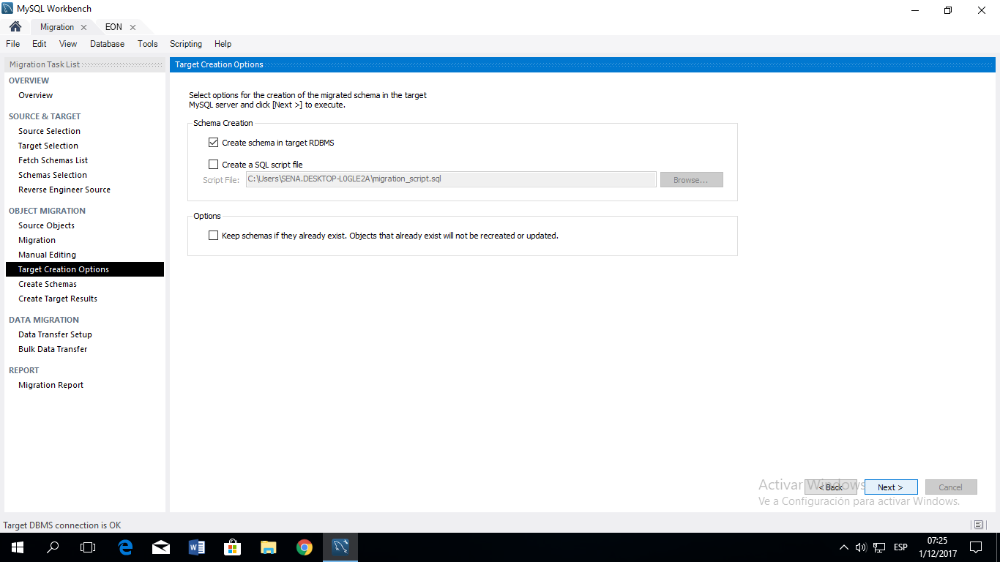 MySQL Workbench
Migration
EON
File Edit View Database Tools Scripting Help
Migration Task List
OVERVIEW
Overview
SOURCE & TARGET
Source Selection
Target Selection
Fetch Schemas List
Schemas Selection
Reverse Engineer Source
OBJECT MIGRATION
Source Objects
Migration
Manual Editing
Target Creation Options
Create Schemas
Create Target Results
DATA MIGRATION
Data Transfer Setup
Bulk Data Transfer
REPORT
Migration Report
Target Creation Options
Select options for the creation of the migrated schema in the target
MySQL server and click [Next >] to execute.
Schema Creation
Create schema in target RDBMS
Create a SQL script file
Script File: C:\Users\SENA.DESKTOP-L0GLE2A\migration_script.sql Browse...
Options
Keep schemas if they already exist. Objects that already exist will not be recreated or updated.
Activar Windows
Ve a Configuración para activar Windows.
< Back Next > Cancel
Target DBMS connection is OK
ESP
07:25
1/12/2017